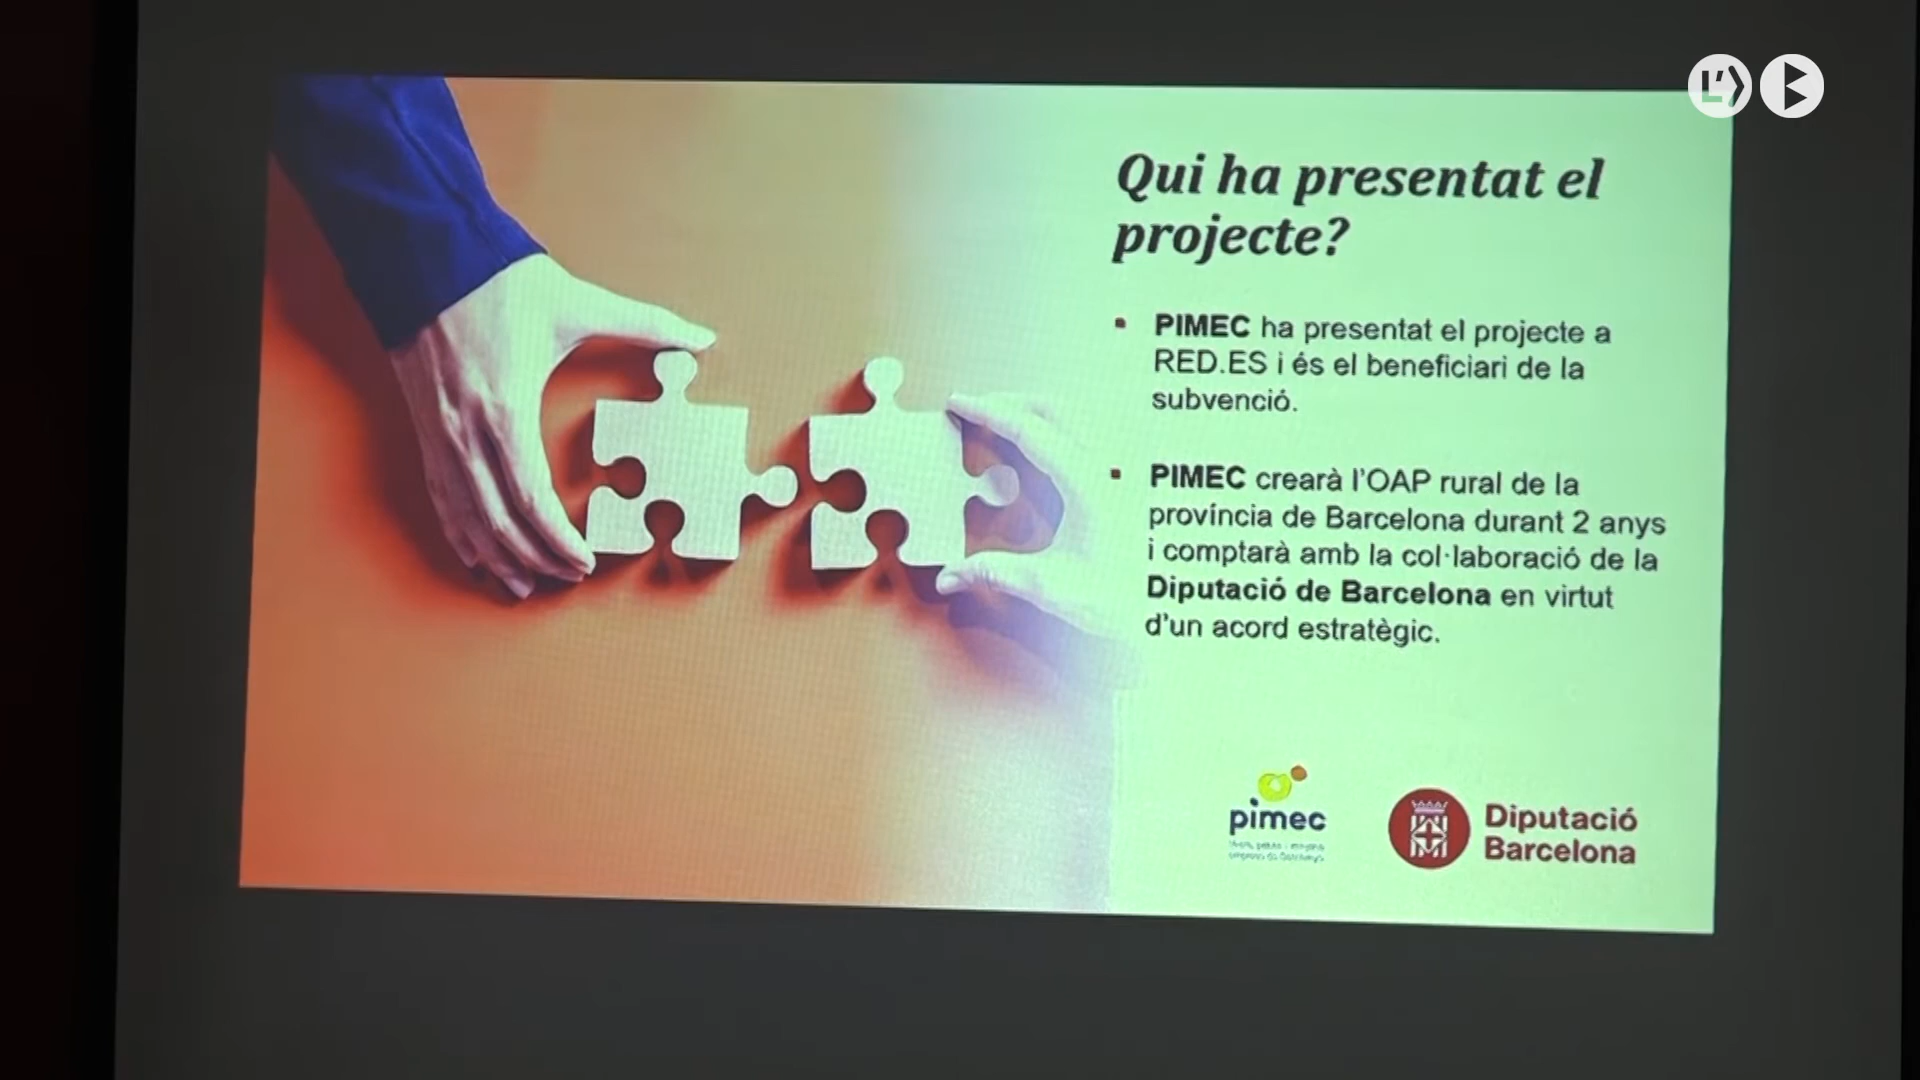 Qui ha presentat el
projecte?
PIMEC ha presentat el projecte a
RED.ES i és el beneficiari de la
subvenció.
PIMEC crearà l'OAP rural de la
província de Barcelona durant 2 anys
i comptarà amb la col·laboració de la
Diputació de Barcelona en virtut
d'un acord estratègic.
pimec
Diputació
Barcelona